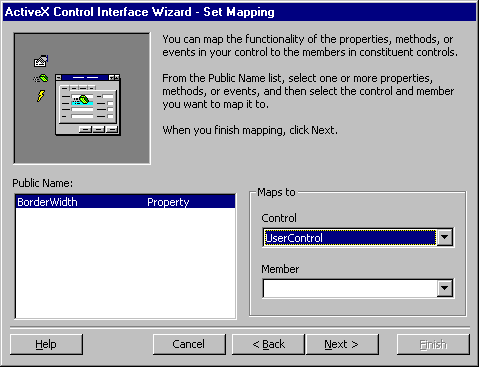 ActiveX Control Interface Wizard - Set Mapping
You can map the functionality of the properties, methods, or
events in your control to the members in constituent controls.
From the Public Name list, select one or more properties,
methods, or events, and then select the control and member
you want to map it to.
When you finish mapping, click Next.
Public Name:
BorderWidth Property
Maps to
Control
UserControl
Member
Help Cancel < Back Next > Finish